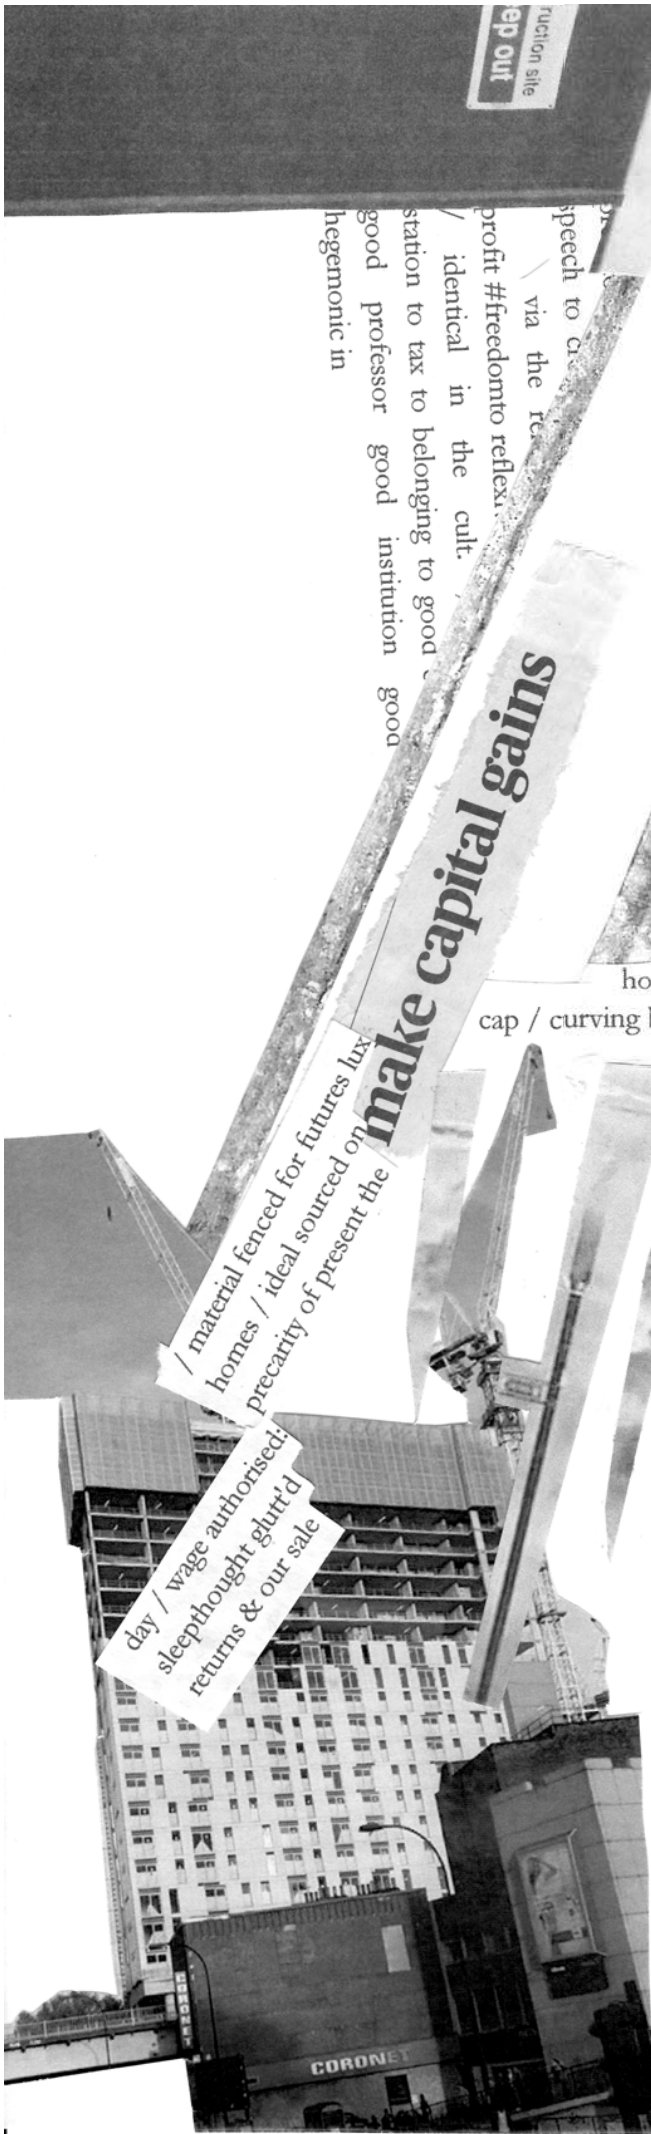 ruction site
ep out
speech to
/ via the
profit #freedomto
/ identical in the cult.
station to tax to belonging to good
good professor good institution good
hegemonic in
make capital gains
cap / curving
/ material fenced for futures lux
homes / ideal sourced on
precarity of present the
day / wage authorised:
sleepthought glutt'd
returns & our sale
CORONET
CORONET